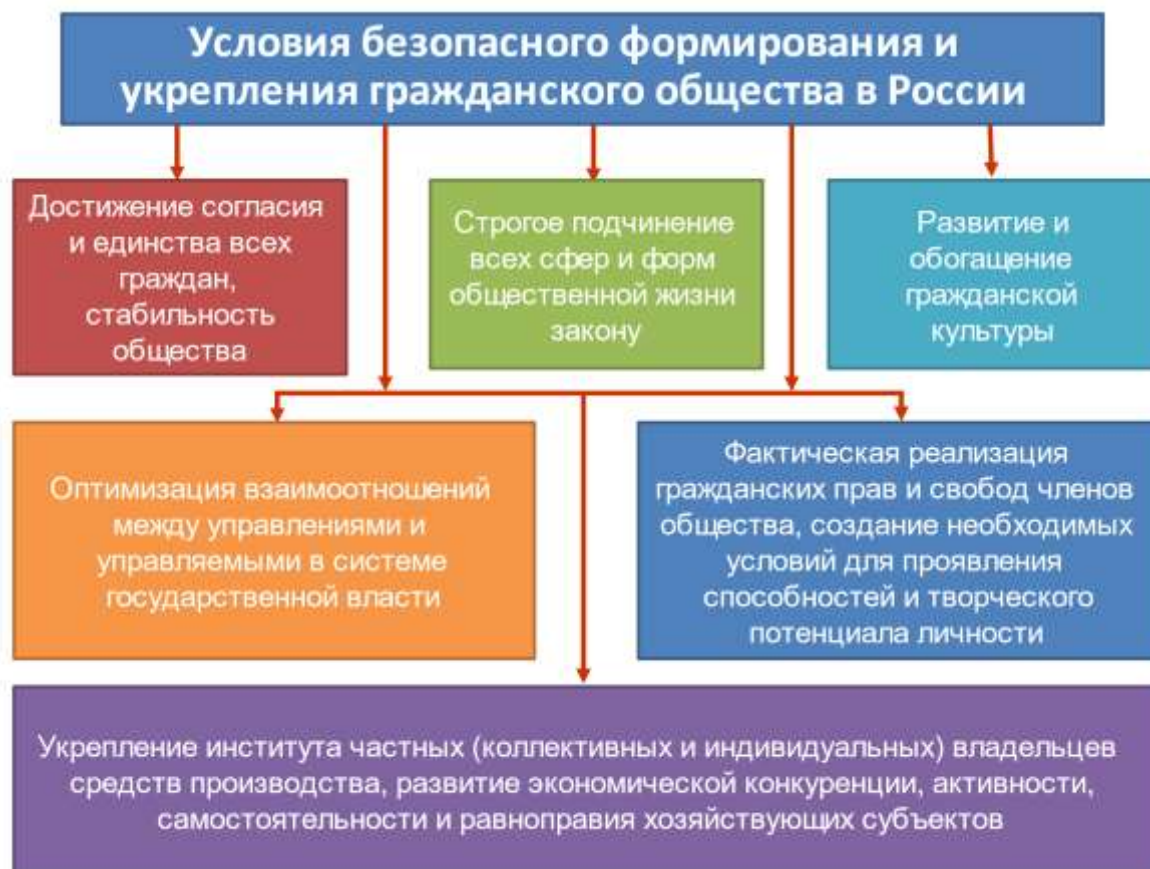 Условия безопасного формирования и
укрепления гражданского общества в России
Достижение согласия
и единства всех
граждан,
стабильность
общества
Строгое подчинение
всех сфер и форм
общественной жизни
закону
Развитие и
обогащение
гражданской
культуры
Оптимизация взаимоотношений
между управлениями и
управляемыми в системе
государственной власти
Фактическая реализация
гражданских прав и свобод членов
общества, создание необходимых
условий для проявления
способностей и творческого
потенциала личности
Укрепление института частных (коллективных и индивидуальных) владельцев
средств производства, развитие экономической конкуренции, активности,
самостоятельности и равноправия хозяйствующих субъектов